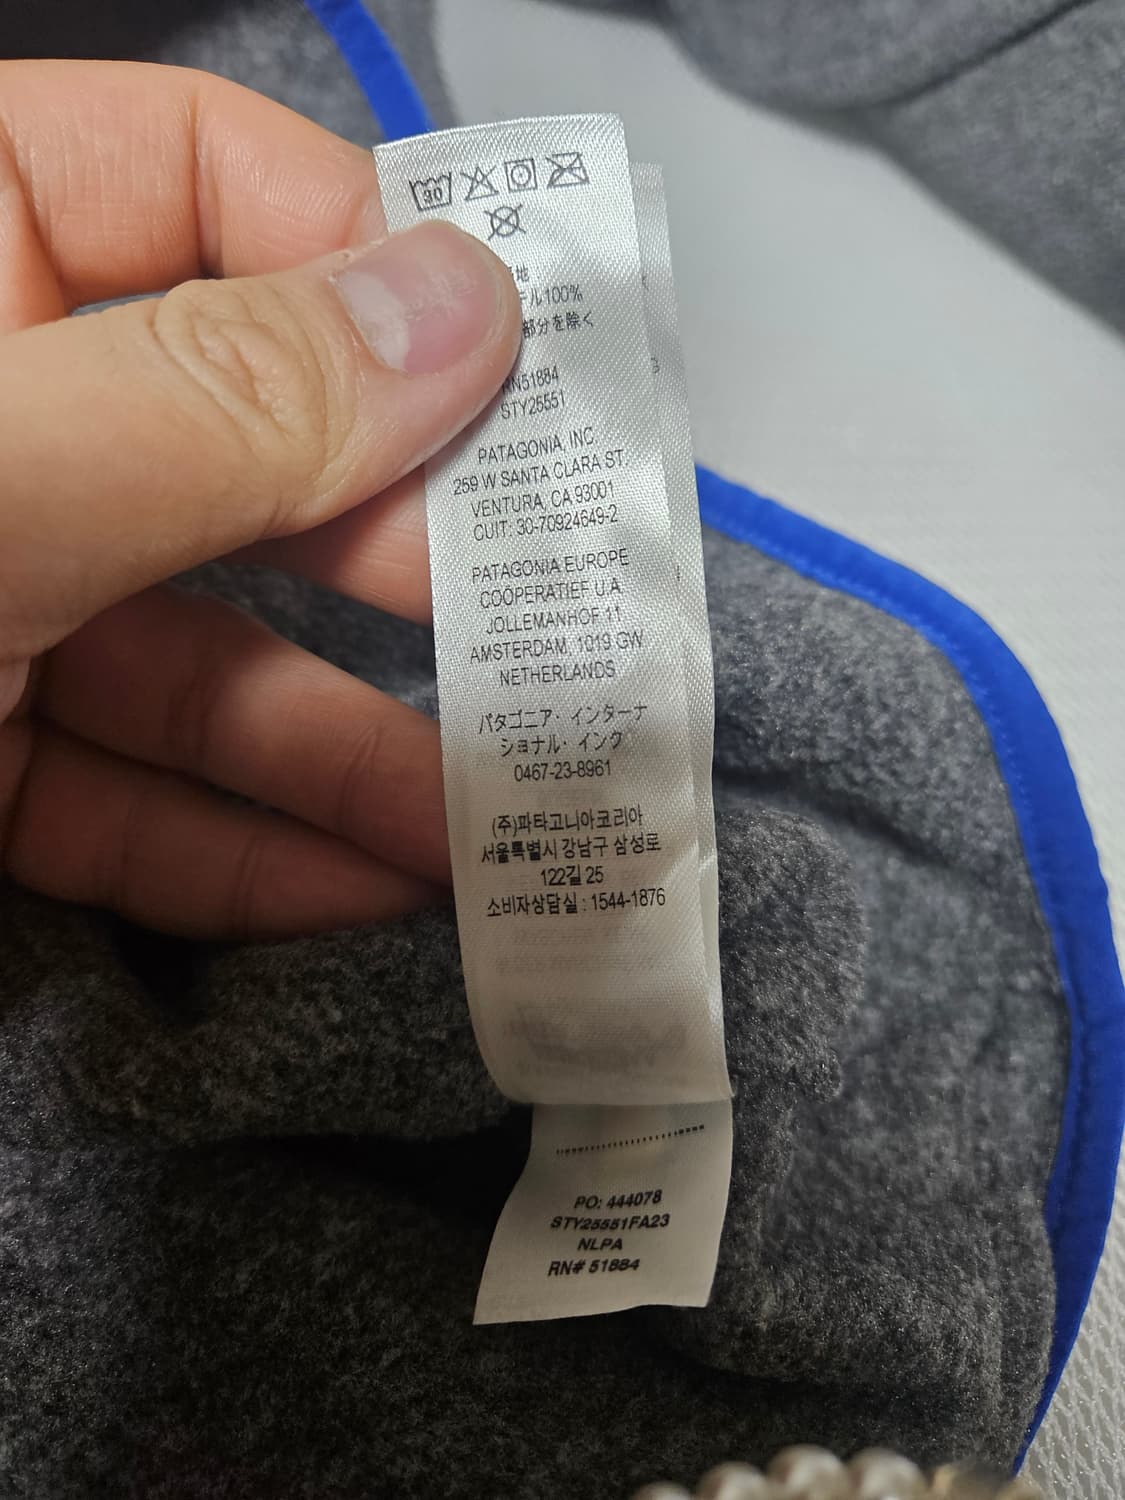 30
地
ル100%
部分を除く
RN51884
STY25551
PATAGONIA, INC
259 W SANTA CLARA ST.
VENTURA, CA 93001
CUIT: 30-70924649-2
PATAGONIA EUROPE
COOPERATIEF U.A
JOLLEMANHOF 11
AMSTERDAM, 1019 GW
NETHERLANDS
パタゴニア・インターナ
ショナル・インク
0467-23-8961
(주)파타고니아코리아
서울특별시 강남구 삼성로
122길 25
소비자상담실 : 1544-1876
PO: 444078
STY25551FA23
NLPA
RN# 51884